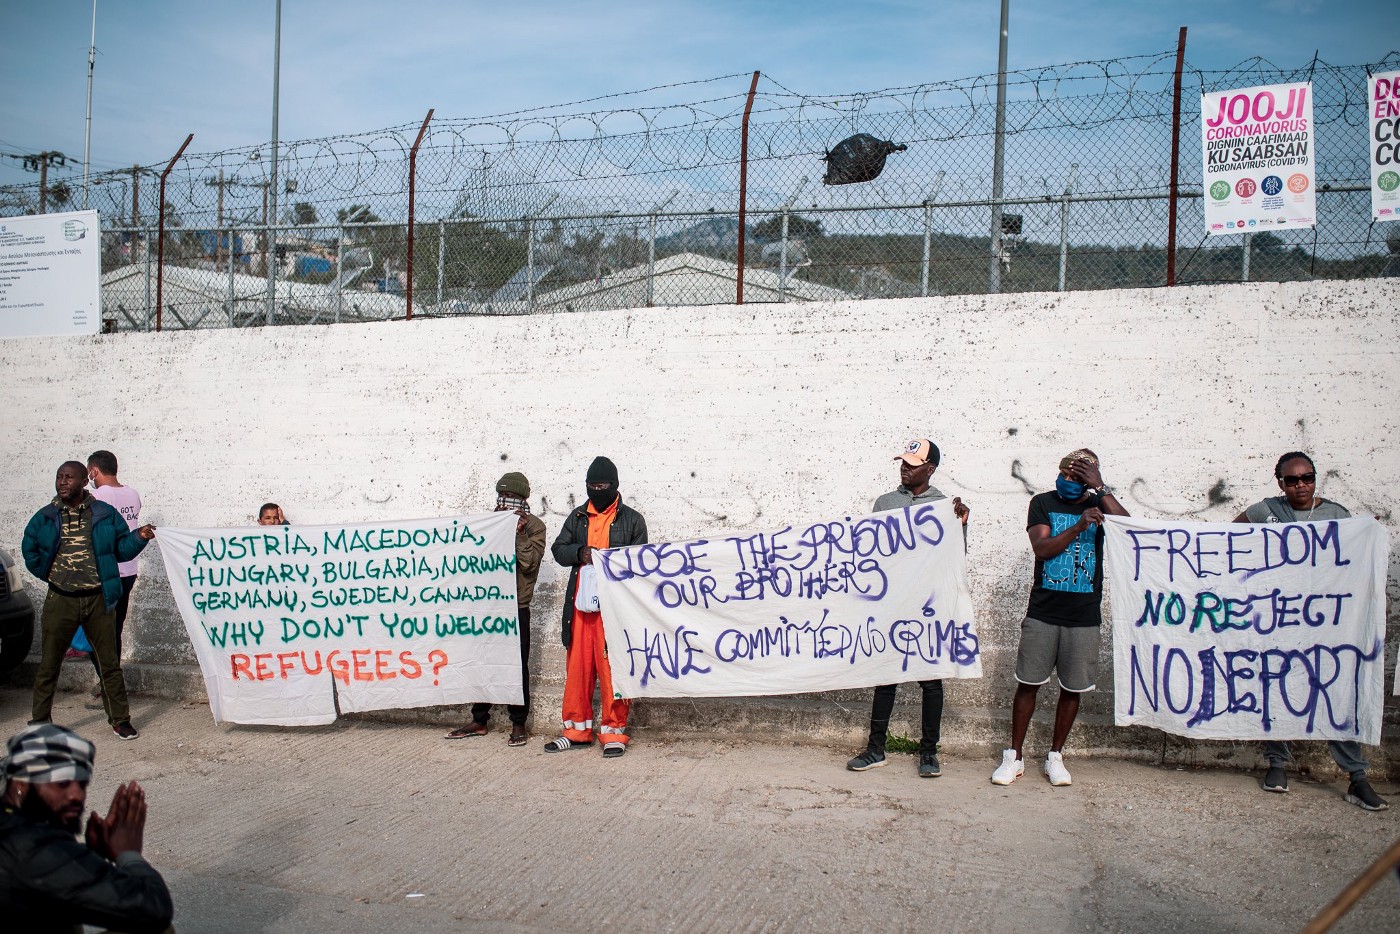 JOOJI
CORONAVORUS
DIGNIIN CAAFIMAAD
KU SAABSAN
CORONAVIRUS (COVID 19)
DE
EN
CO
CO
GOT
AUSTRIA, MACEDONIA,
HUNGARY, BULGARIA, NORWAY
GERMANY, SWEDEN, CANADA...
WHY DON'T YOU WELCOM
REFUGEES?
CLOSE THE PRISONS
OUR BROTHERS
HAVE COMMITTED NO CRIMES
FREEDOM
NO REJECT
NO DEPORT